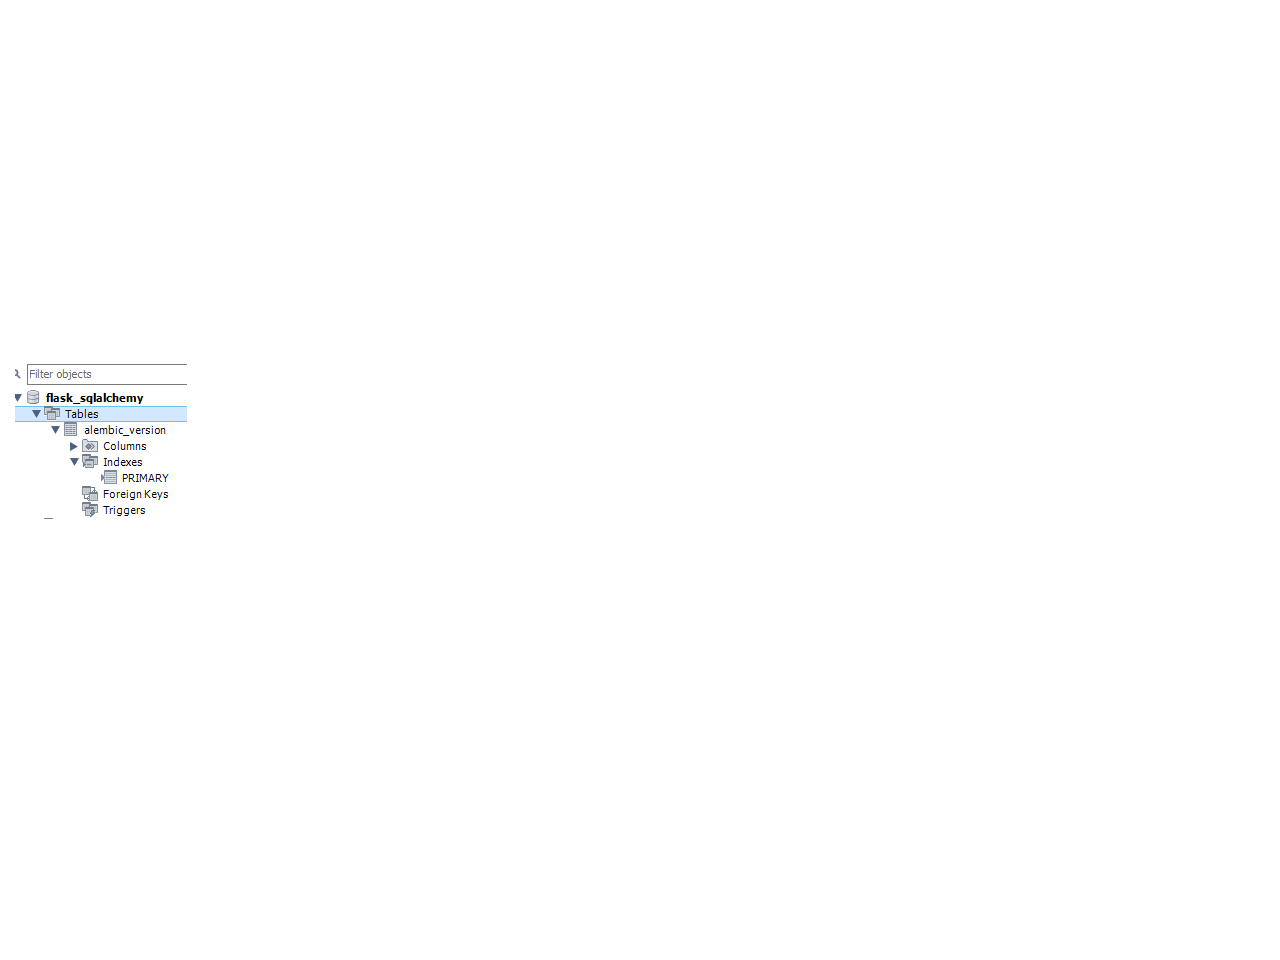 Filter objects
flask_sqlalchemy
Tables
alembic_version
Columns
Indexes
PRIMARY
Foreign Keys
Triggers